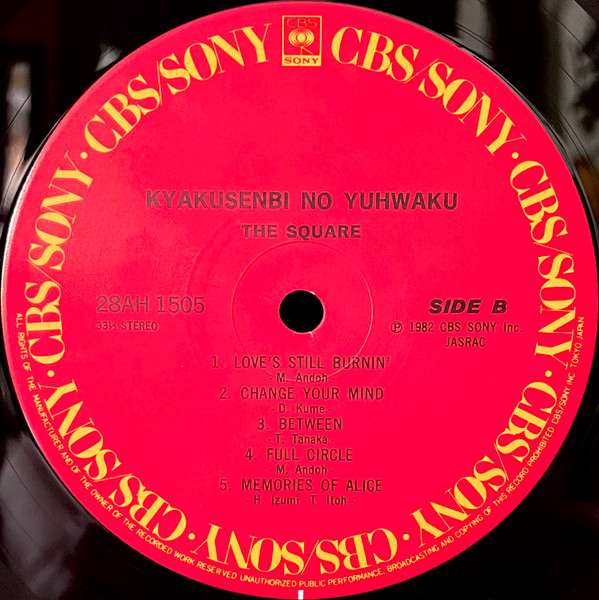 CBS
SONY
CBS/SONY · CBS/SONY · CBS/SONY · CBS/SONY · CBS/SONY · CBS/SONY · CBS/SONY · CBS/SONY ·
KYAKUSENBI NO YUHWAKU
THE SQUARE
28AH 1505
33⅓ STEREO
SIDE B
Ⓟ 1982 CBS SONY Inc.
JASRAC
1. LOVE'S STILL BURNIN'
- M. Andoh -
2. CHANGE YOUR MIND
- D. Kume -
3. BETWEEN
- T. Tanaka -
4. FULL CIRCLE
- M. Andoh -
5. MEMORIES OF ALICE
- H. Izumi - T. Itoh -
ALL RIGHTS OF THE MANUFACTURER AND OF THE OWNER OF THE RECORDED WORK RESERVED UNAUTHORIZED PUBLIC PERFORMANCE, BROADCASTING AND COPYING OF THIS RECORD PROHIBITED CBS/SONY INC TOKYO JAPAN